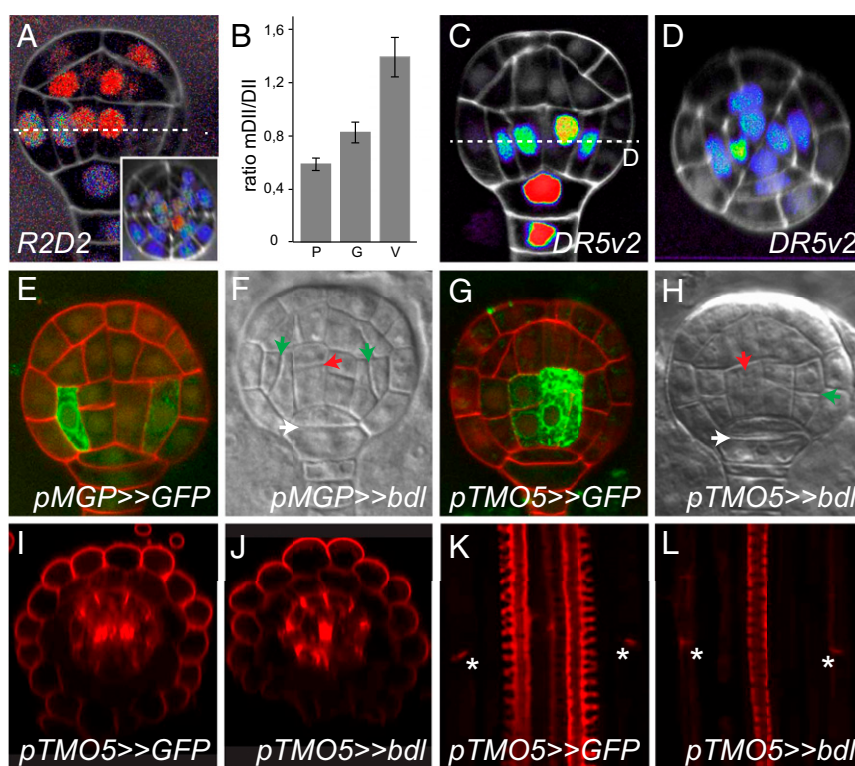 A
R2D2
B
ratio mDII/DII
1,6
1,2
0,8
0,4
0
P G V
C
D
DR5v2
D
DR5v2
E
pMGP>>GFP
F
pMGP>>bdl
G
pTMO5>>GFP
H
pTMO5>>bdl
I
pTMO5>>GFP
J
pTMO5>>bdl
K
* *
pTMO5>>GFP
L
* *
pTMO5>>bdl